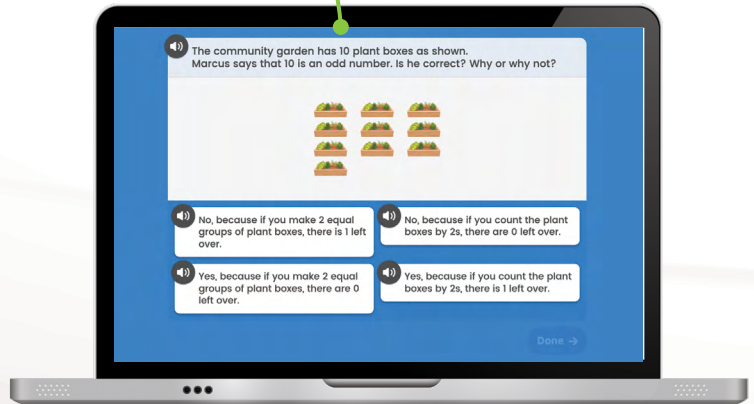 The community garden has 10 plant boxes as shown.
Marcus says that 10 is an odd number. Is he correct? Why or why not?
No, because if you make 2 equal
groups of plant boxes, there is 1 left
over.
No, because if you count the plant
boxes by 2s, there are 0 left over.
Yes, because if you make 2 equal
groups of plant boxes, there are 0
left over.
Yes, because if you count the plant
boxes by 2s, there is 1 left over.
Done →